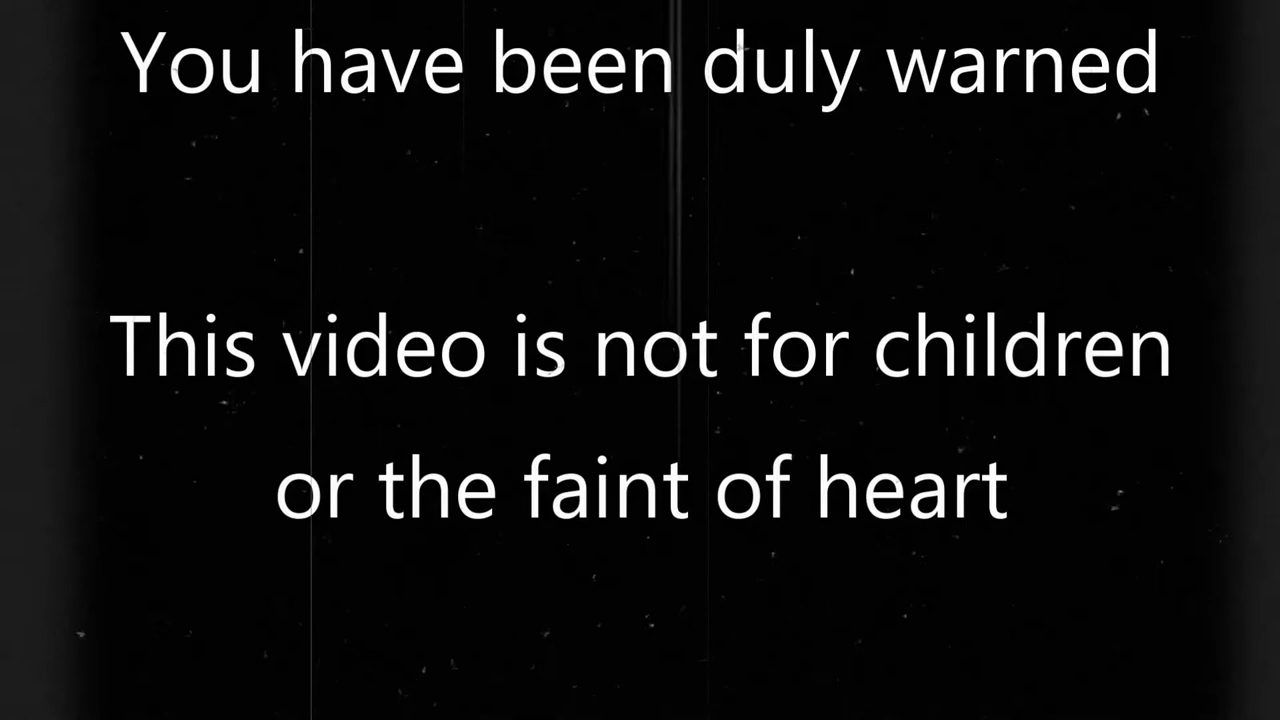 You have been duly warned
This video is not for children
or the faint of heart